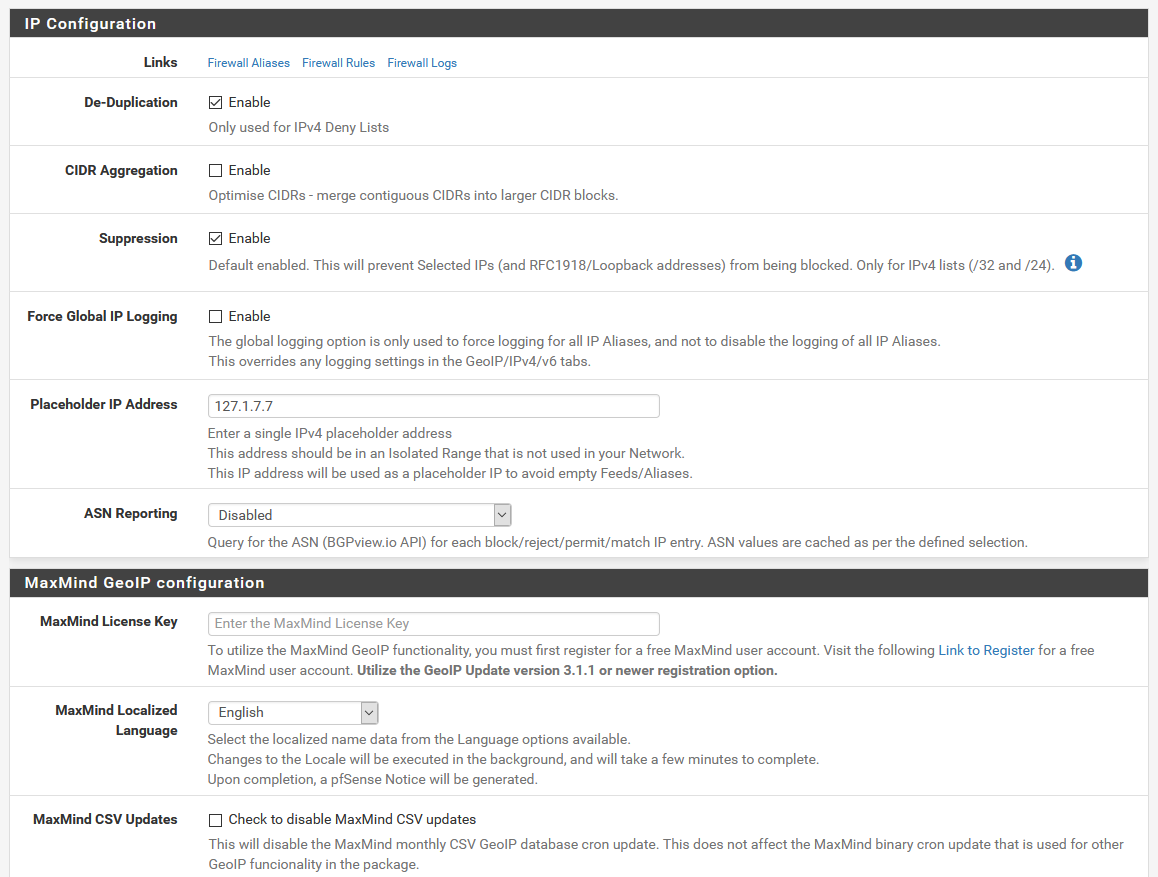 IP Configuration
Links Firewall Aliases Firewall Rules Firewall Logs
De-Duplication Enable
Only used for IPv4 Deny Lists
CIDR Aggregation Enable
Optimise CIDRs - merge contiguous CIDRs into larger CIDR blocks.
Suppression Enable
Default enabled. This will prevent Selected IPs (and RFC1918/Loopback addresses) from being blocked. Only for IPv4 lists (/32 and /24).
Force Global IP Logging Enable
The global logging option is only used to force logging for all IP Aliases, and not to disable the logging of all IP Aliases.
This overrides any logging settings in the GeoIP/IPv4/v6 tabs.
Placeholder IP Address 127.1.7.7
Enter a single IPv4 placeholder address
This address should be in an Isolated Range that is not used in your Network.
This IP address will be used as a placeholder IP to avoid empty Feeds/Aliases.
ASN Reporting Disabled
Query for the ASN (BGPview.io API) for each block/reject/permit/match IP entry. ASN values are cached as per the defined selection.
MaxMind GeoIP configuration
MaxMind License Key Enter the MaxMind License Key
To utilize the MaxMind GeoIP functionality, you must first register for a free MaxMind user account. Visit the following Link to Register for a free
MaxMind user account. Utilize the GeoIP Update version 3.1.1 or newer registration option.
MaxMind Localized
Language English
Select the localized name data from the Language options available.
Changes to the Locale will be executed in the background, and will take a few minutes to complete.
Upon completion, a pfSense Notice will be generated.
MaxMind CSV Updates Check to disable MaxMind CSV updates
This will disable the MaxMind monthly CSV GeoIP database cron update. This does not affect the MaxMind binary cron update that is used for other
GeoIP funcionality in the package.